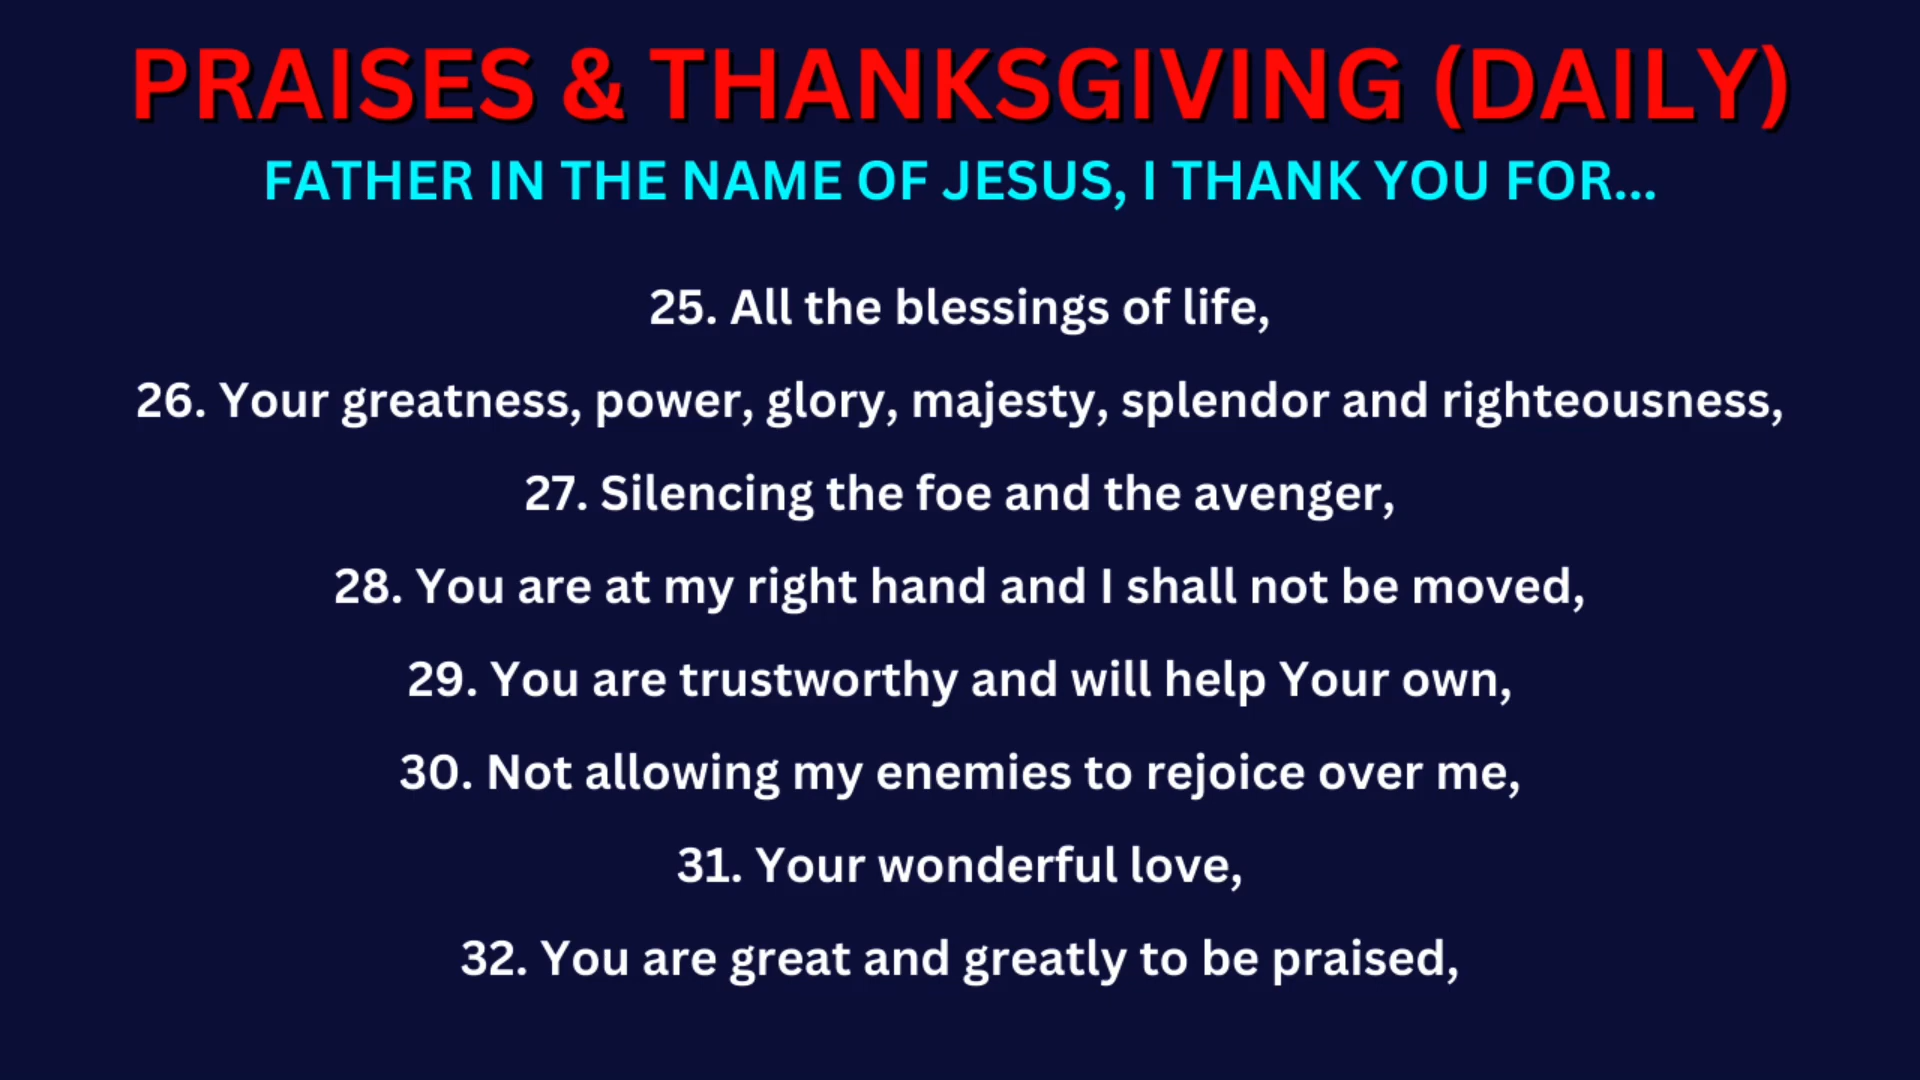 PRAISES & THANKSGIVING (DAILY)
FATHER IN THE NAME OF JESUS, I THANK YOU FOR...
25. All the blessings of life,
26. Your greatness, power, glory, majesty, splendor and righteousness,
27. Silencing the foe and the avenger,
28. You are at my right hand and I shall not be moved,
29. You are trustworthy and will help Your own,
30. Not allowing my enemies to rejoice over me,
31. Your wonderful love,
32. You are great and greatly to be praised,